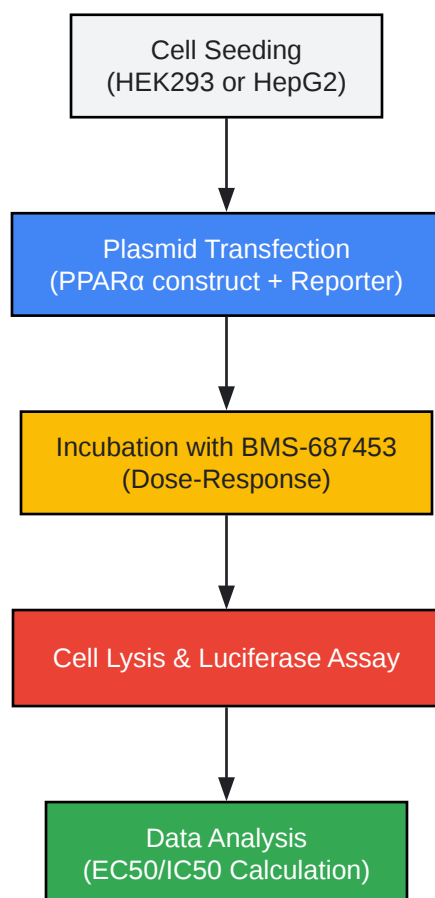 Cell Seeding
(HEK293 or HepG2)
Plasmid Transfection
(PPARα construct + Reporter)
Incubation with BMS-687453
(Dose-Response)
Cell Lysis & Luciferase Assay
Data Analysis
(EC50/IC50 Calculation)